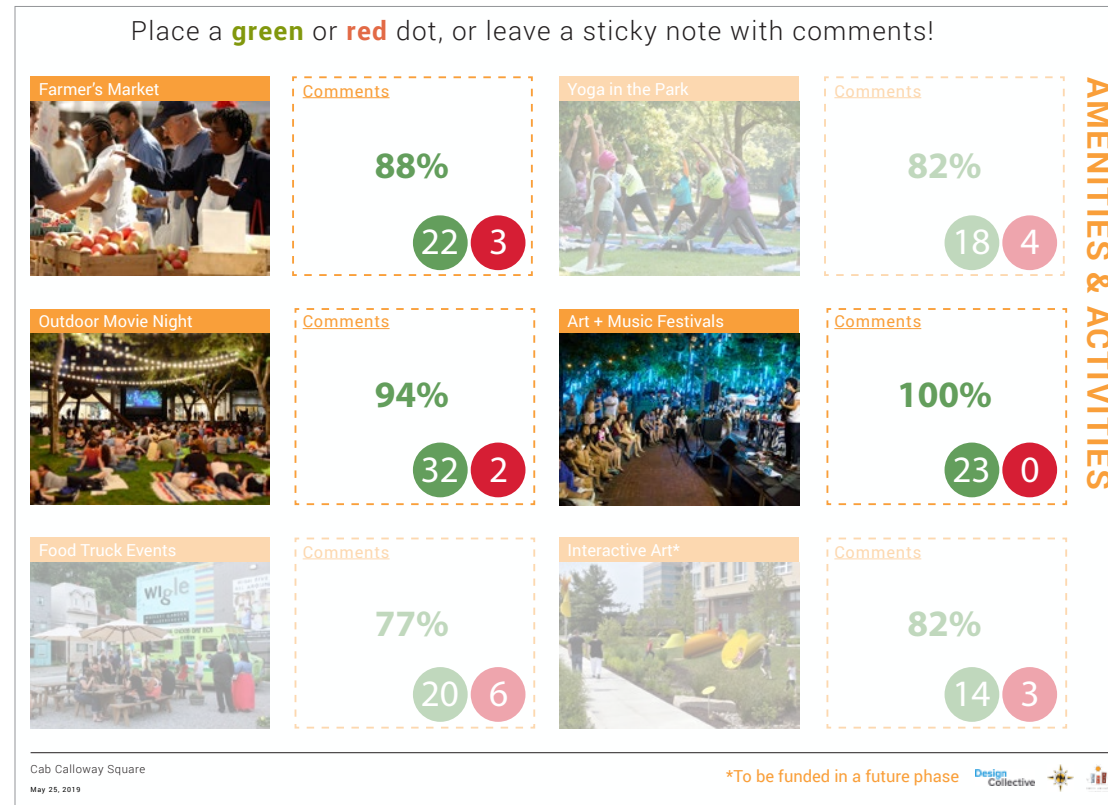 Place a green or red dot, or leave a sticky note with comments!
Farmer's Market
Comments
88%
22 3
Yoga in the Park
Comments
82%
18 4
Outdoor Movie Night
Comments
94%
32 2
Art + Music Festivals
Comments
100%
23 0
Food Truck Events
wigle
Comments
77%
20 6
Interactive Art*
Comments
82%
14 3
AMENITIES & ACTIVITIES
Cab Calloway Square
May 25, 2019
*To be funded in a future phase
Design
Collective